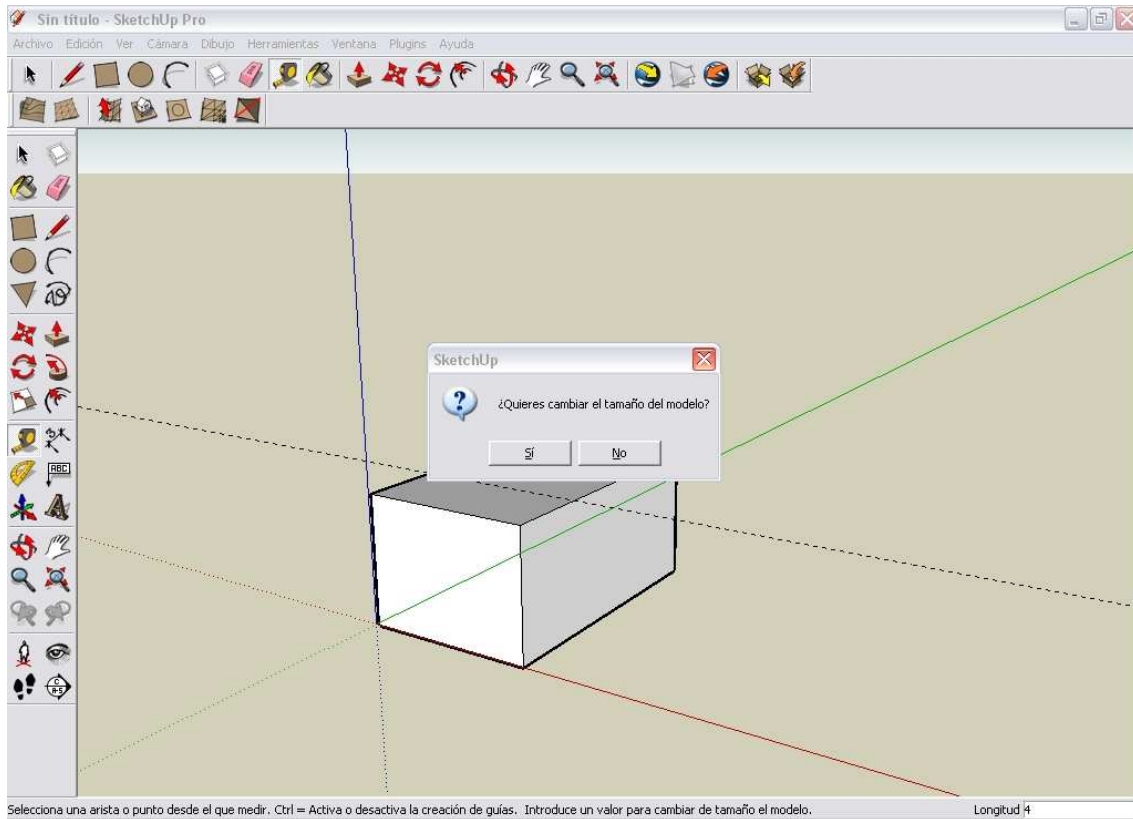 Sin título - SketchUp Pro
Archivo Edición Ver Cámara Dibujo Herramientas Ventana Plugins Ayuda
SketchUp
¿Quieres cambiar el tamaño del modelo?
Sí No
ABC
Selecciona una arista o punto desde el que medir. Ctrl = Activa o desactiva la creación de guías. Introduce un valor para cambiar de tamaño el modelo. Longitud 4